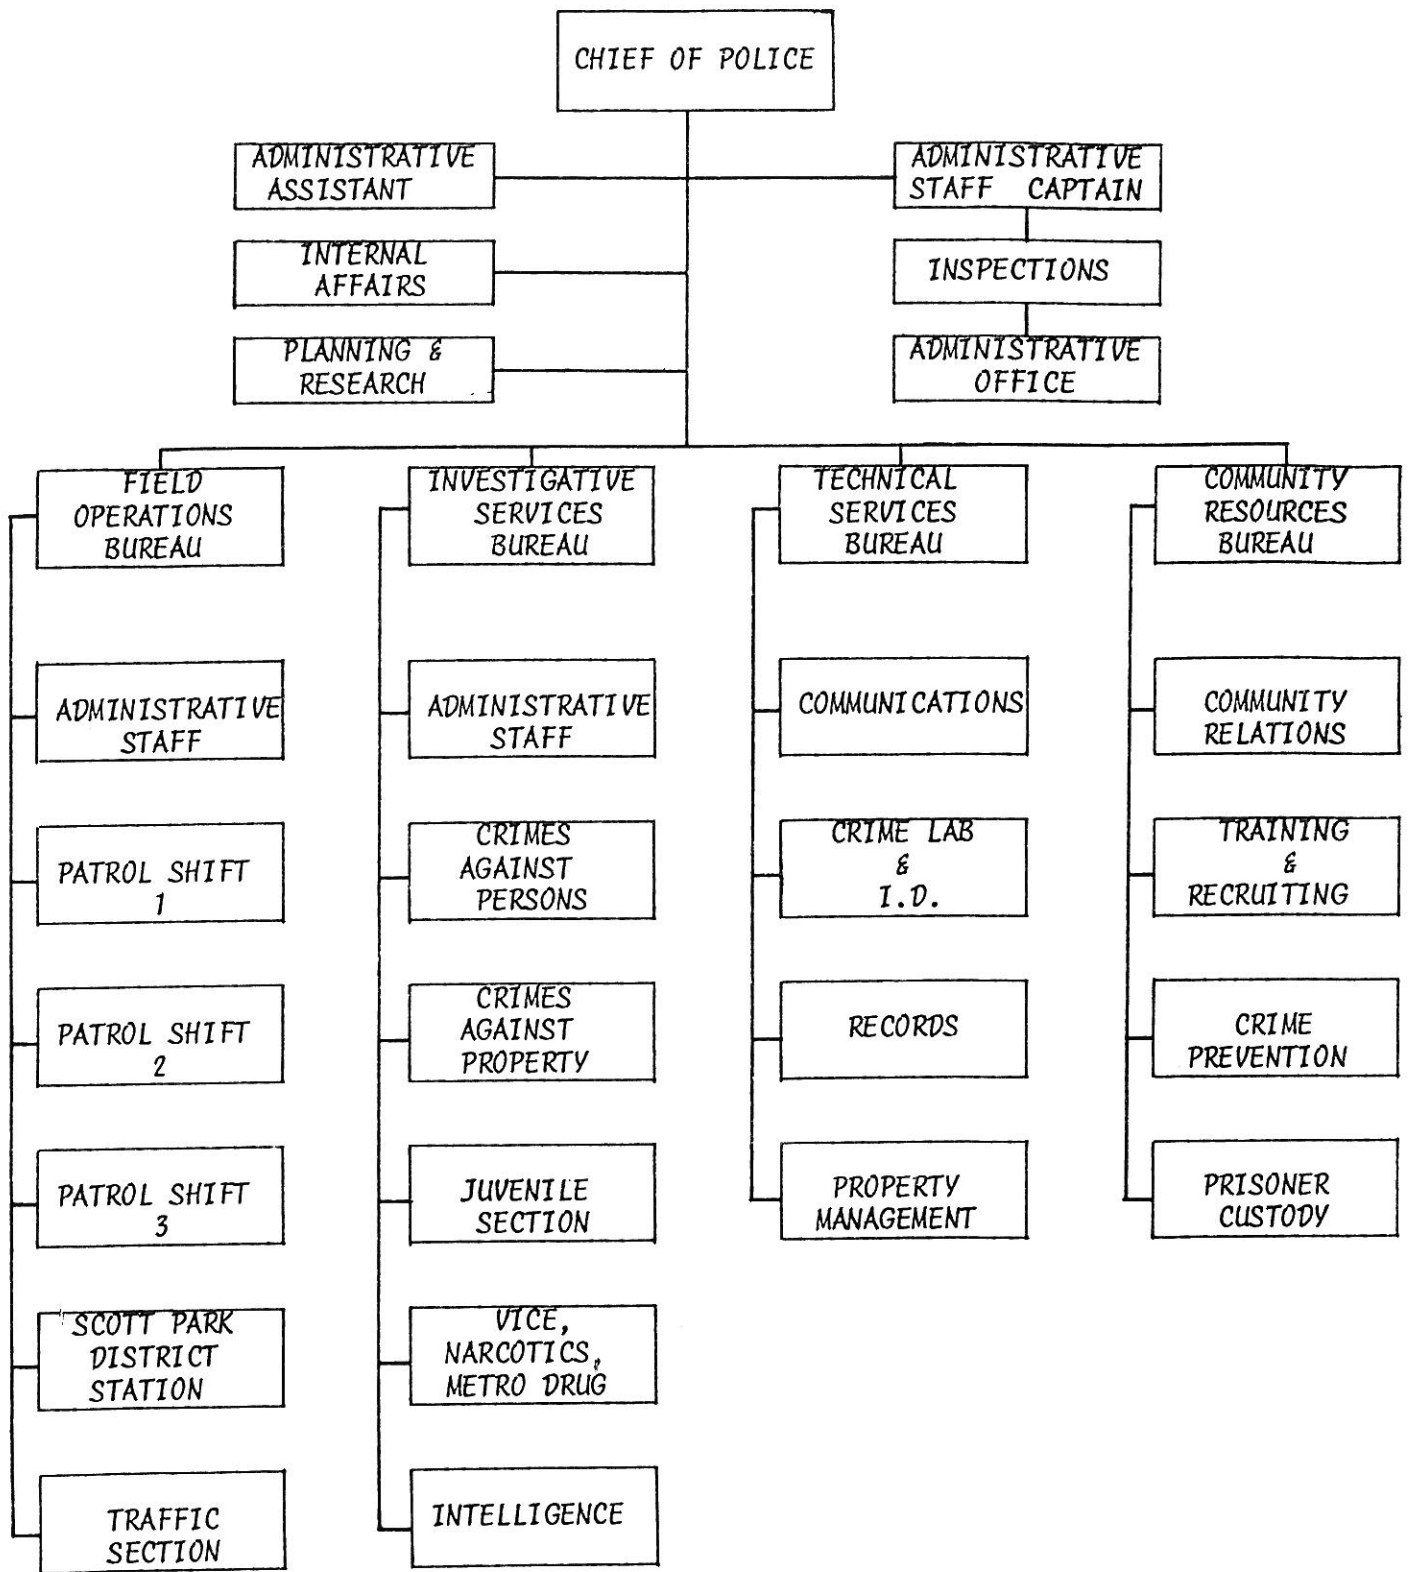 CHIEF OF POLICE
ADMINISTRATIVE
ASSISTANT
ADMINISTRATIVE
STAFF CAPTAIN
INTERNAL
AFFAIRS
INSPECTIONS
PLANNING &
RESEARCH
ADMINISTRATIVE
OFFICE
FIELD
OPERATIONS
BUREAU
ADMINISTRATIVE
STAFF
PATROL SHIFT
1
PATROL SHIFT
2
PATROL SHIFT
3
SCOTT PARK
DISTRICT
STATION
TRAFFIC
SECTION
INVESTIGATIVE
SERVICES
BUREAU
ADMINISTRATIVE
STAFF
CRIMES
AGAINST
PERSONS
CRIMES
AGAINST
PROPERTY
JUVENILE
SECTION
VICE,
NARCOTICS,
METRO DRUG
INTELLIGENCE
TECHNICAL
SERVICES
BUREAU
COMMUNICATIONS
CRIME LAB
&
I.D.
RECORDS
PROPERTY
MANAGEMENT
COMMUNITY
RESOURCES
BUREAU
COMMUNITY
RELATIONS
TRAINING
&
RECRUITING
CRIME
PREVENTION
PRISONER
CUSTODY